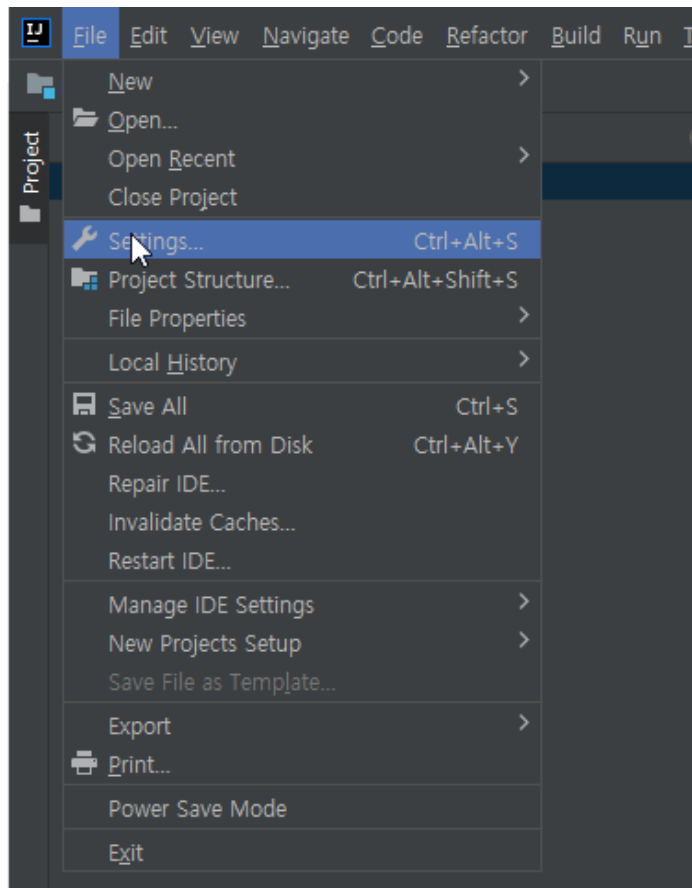 IJ
File Edit View Navigate Code Refactor Build Run T
Project
New
Open...
Open Recent
Close Project
Settings... Ctrl+Alt+S
Project Structure... Ctrl+Alt+Shift+S
File Properties
Local History
Save All Ctrl+S
Reload All from Disk Ctrl+Alt+Y
Repair IDE...
Invalidate Caches...
Restart IDE...
Manage IDE Settings
New Projects Setup
Save File as Template...
Export
Print...
Power Save Mode
Exit